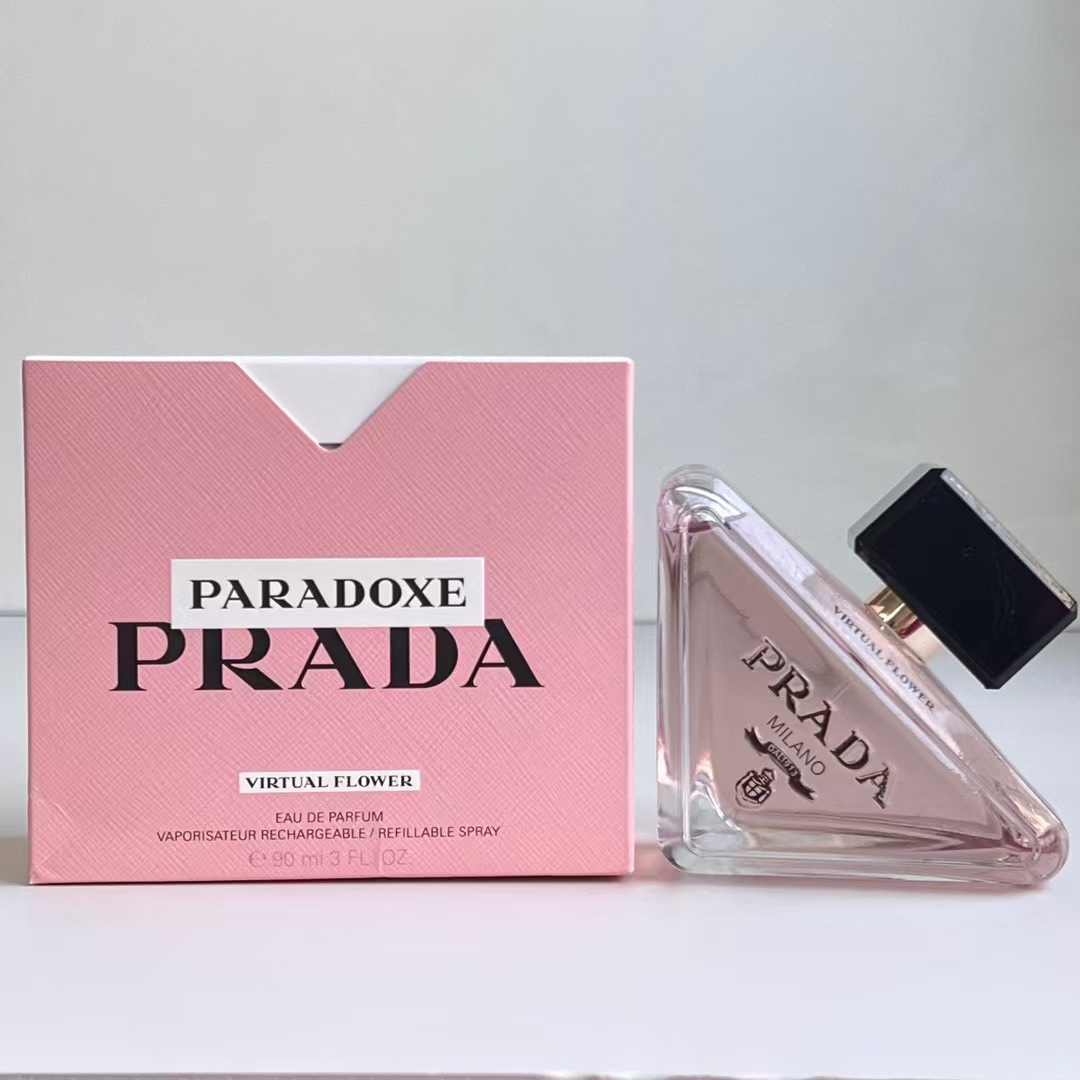 PARADOXE
PRADA
VIRTUAL FLOWER
EAU DE PARFUM
VAPORISATEUR RECHARGEABLE / REFILLABLE SPRAY
90 ml 3 FL. OZ.
VIRTUAL FLOWER
PRADA
MILANO